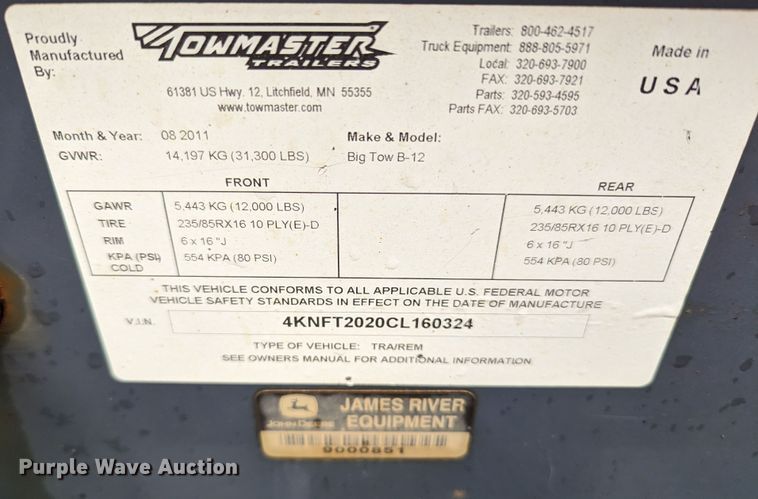 Proudly
Manufactured
By:
TOWMASTER
TRAILERS
61381 US Hwy. 12, Litchfield, MN 55355
www.towmaster.com
Trailers: 800-462-4517
Truck Equipment: 888-805-5971
Local: 320-693-7900
FAX: 320-693-7921
Parts: 320-593-4595
Parts FAX: 320-693-5703
Made in
USA
Month & Year: 08 2011 Make & Model:
GVWR: 14,197 KG (31,300 LBS) Big Tow B-12
FRONT REAR
GAWR 5,443 KG (12,000 LBS) 5,443 KG (12,000 LBS)
TIRE 235/85RX16 10 PLY(E)-D 235/85RX16 10 PLY(E)-D
RIM 6 x 16 "J 6 x 16 "J
KPA (PSI) 554 KPA (80 PSI) 554 KPA (80 PSI)
COLD
THIS VEHICLE CONFORMS TO ALL APPLICABLE U.S. FEDERAL MOTOR
VEHICLE SAFETY STANDARDS IN EFFECT ON THE DATE OF MANUFACTURE
V.I.N. 4KNFT2020CL160324
TYPE OF VEHICLE: TRA/REM
SEE OWNERS MANUAL FOR ADDITIONAL INFORMATION
JOHN DEERE
JAMES RIVER
EQUIPMENT
9000851
Purple Wave Auction